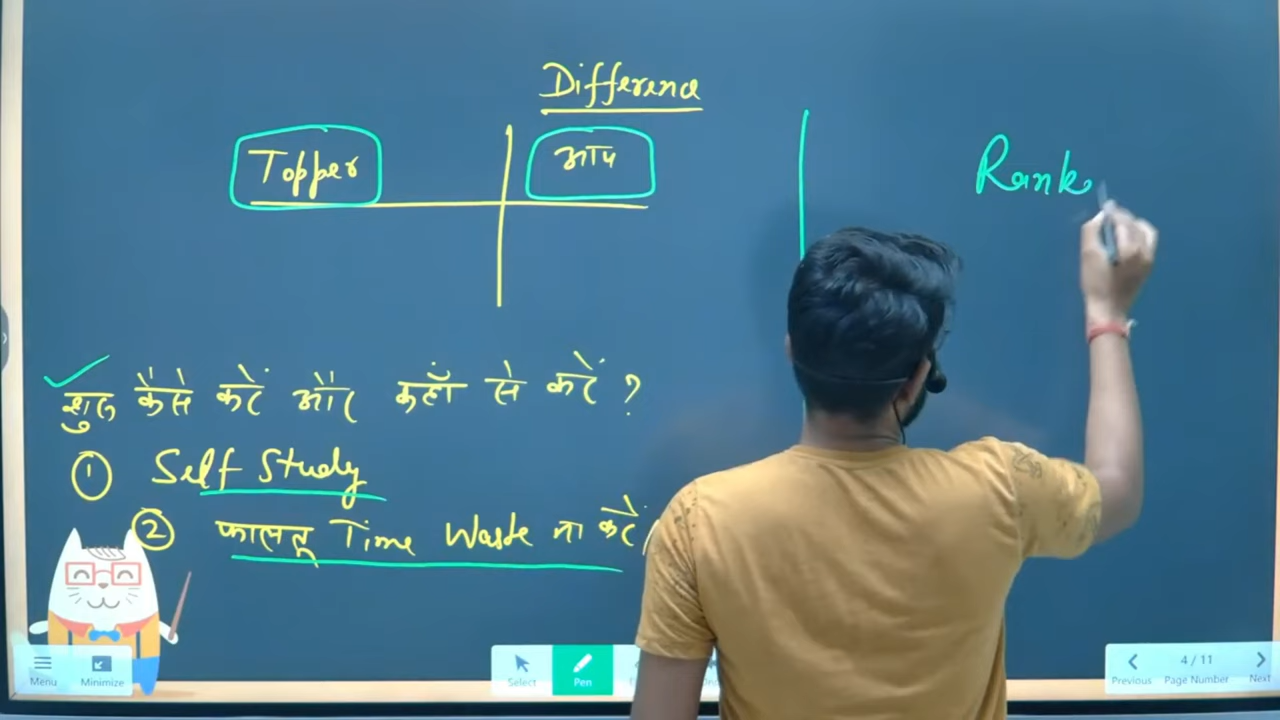 Difference
Topper
आप
Rank
शुरू कैसे करें और कहाँ से करें ?
① Self Study
② फालतू Time Waste ना करें
Menu
Minimize
Select
Pen
Previous
4 / 11
Page Number
Next